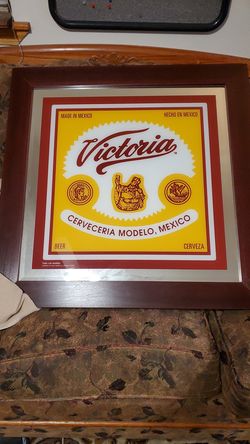 MADE IN MEXICO
HECHO EN MEXICO
Victoria
CERVECERIA MODELO, MEXICO
BEER
CERVEZA